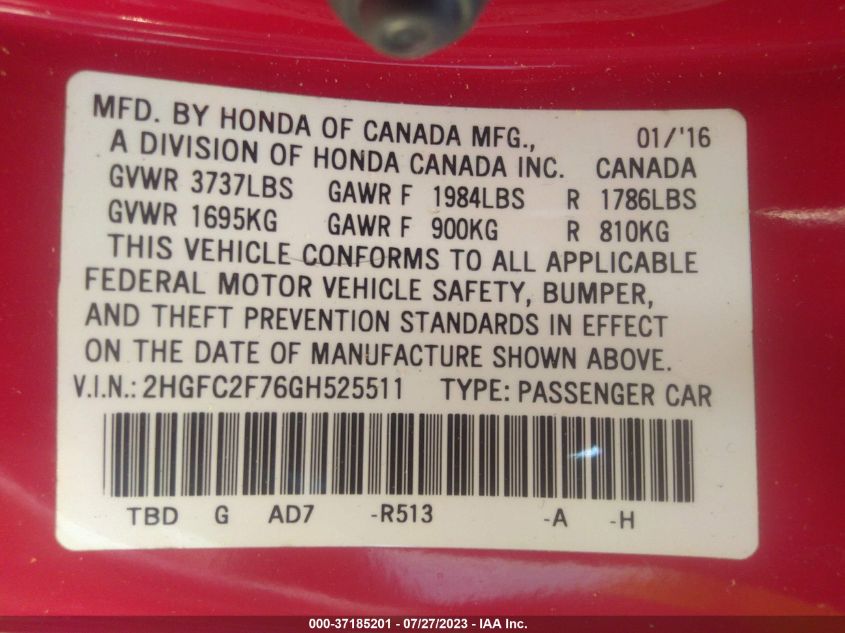 MFD. BY HONDA OF CANADA MFG., 01/'16
A DIVISION OF HONDA CANADA INC. CANADA
GVWR 3737LBS GAWR F 1984LBS R 1786LBS
GVWR 1695KG GAWR F 900KG R 810KG
THIS VEHICLE CONFORMS TO ALL APPLICABLE
FEDERAL MOTOR VEHICLE SAFETY, BUMPER,
AND THEFT PREVENTION STANDARDS IN EFFECT
ON THE DATE OF MANUFACTURE SHOWN ABOVE.
V.I.N.: 2HGFC2F76GH525511 TYPE: PASSENGER CAR
TBD G AD7 -R513 -A -H
000-37185201 - 07/27/2023 - IAA Inc.